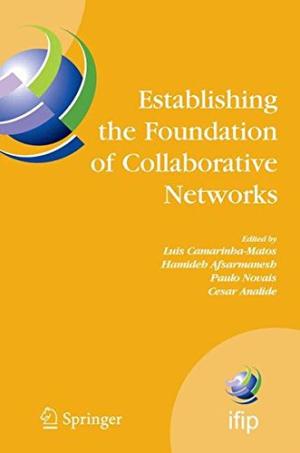 Establishing
the Foundation
of Collaborative
Networks
Edited by
Luis Camarinha-Matos
Hamideh Afsarmanesh
Paulo Novais
Cesar Analide
Springer
ifip